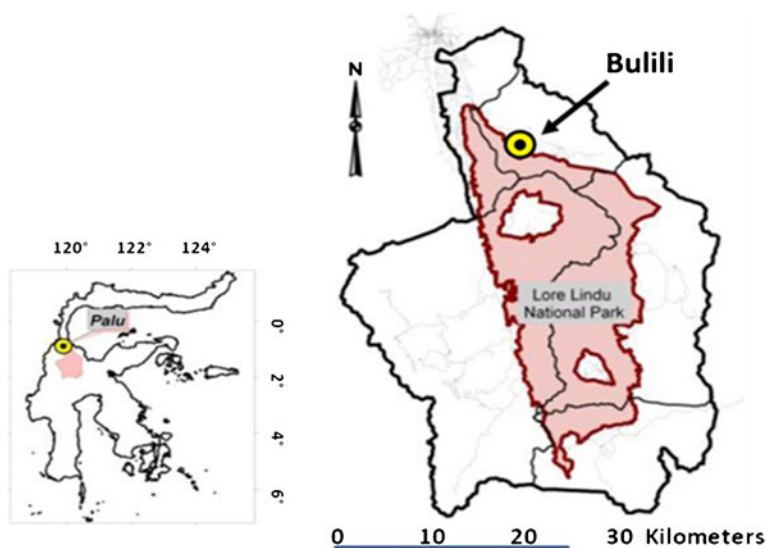 Bulili
N
120° 122° 124°
Palu
0°
2°
4°
6°
Lore Lindu
National Park
0 10 20 30 Kilometers